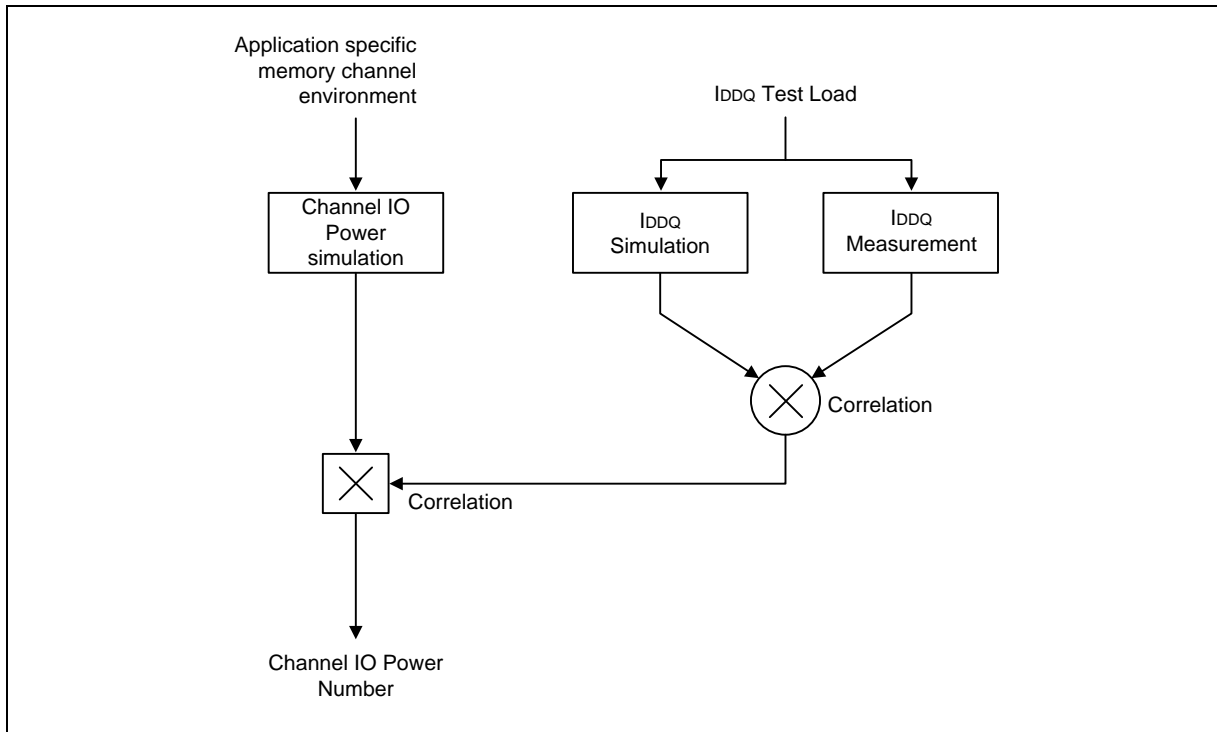 Application specific
memory channel
environment
IDDQ Test Load
Channel IO
Power
simulation
IDDQ
Simulation
IDDQ
Measurement
Correlation
Correlation
Channel IO Power
Number